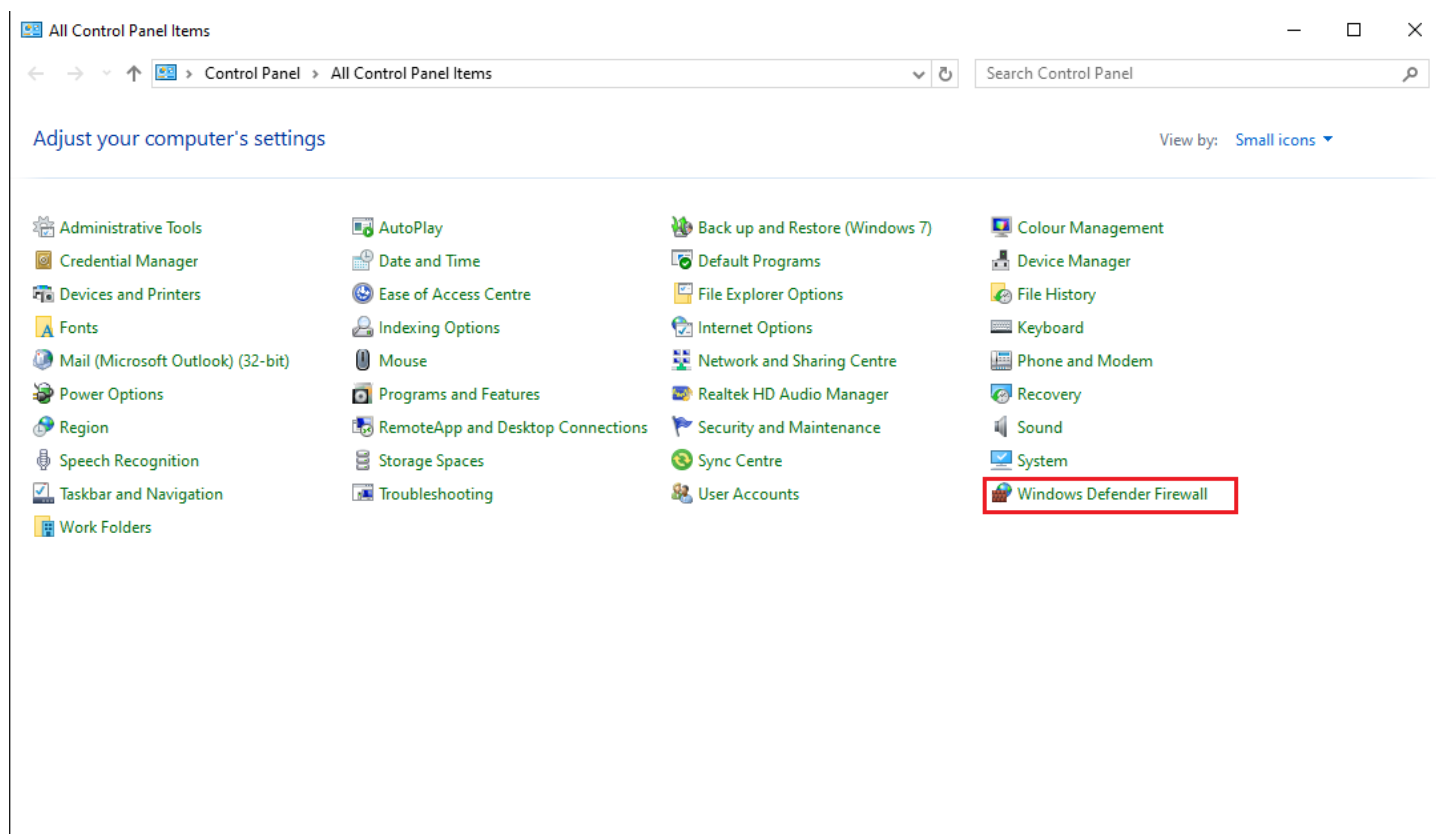 All Control Panel Items
Control Panel > All Control Panel Items
Search Control Panel
Adjust your computer's settings
View by: Small icons
Administrative Tools AutoPlay Back up and Restore (Windows 7) Colour Management
Credential Manager Date and Time Default Programs Device Manager
Devices and Printers Ease of Access Centre File Explorer Options File History
Fonts Indexing Options Internet Options Keyboard
Mail (Microsoft Outlook) (32-bit) Mouse Network and Sharing Centre Phone and Modem
Power Options Programs and Features Realtek HD Audio Manager Recovery
Region RemoteApp and Desktop Connections Security and Maintenance Sound
Speech Recognition Storage Spaces Sync Centre System
Taskbar and Navigation Troubleshooting User Accounts Windows Defender Firewall
Work Folders